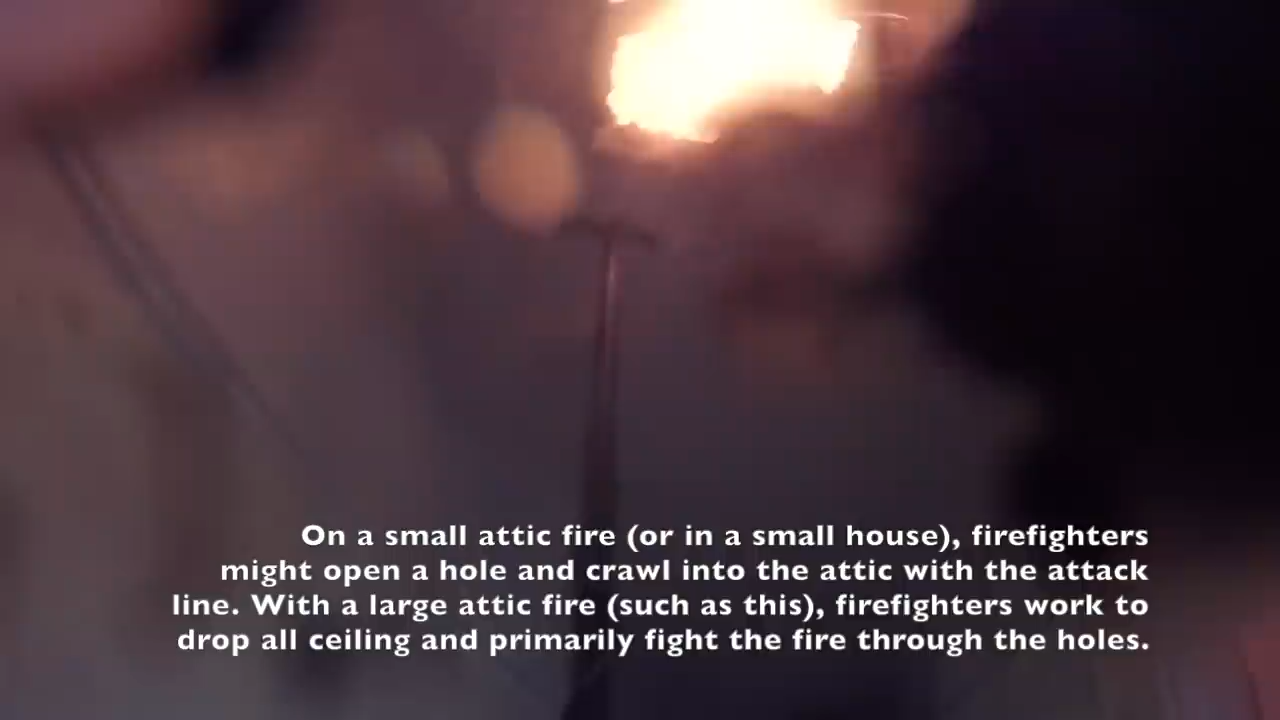 On a small attic fire (or in a small house), firefighters
might open a hole and crawl into the attic with the attack
line. With a large attic fire (such as this), firefighters work to
drop all ceiling and primarily fight the fire through the holes.